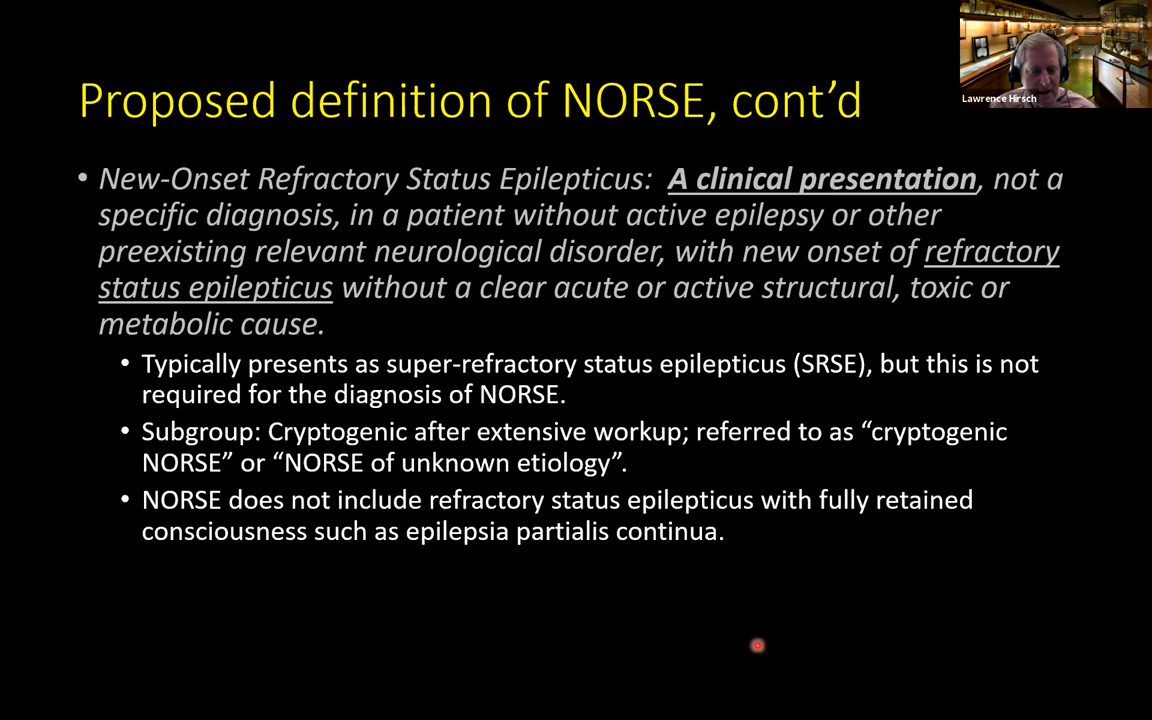 Proposed definition of NORSE, cont’d
Lawrence Hirsch
• New-Onset Refractory Status Epilepticus: A clinical presentation, not a
specific diagnosis, in a patient without active epilepsy or other
preexisting relevant neurological disorder, with new onset of refractory
status epilepticus without a clear acute or active structural, toxic or
metabolic cause.
• Typically presents as super-refractory status epilepticus (SRSE), but this is not
required for the diagnosis of NORSE.
• Subgroup: Cryptogenic after extensive workup; referred to as “cryptogenic
NORSE” or “NORSE of unknown etiology”.
• NORSE does not include refractory status epilepticus with fully retained
consciousness such as epilepsia partialis continua.